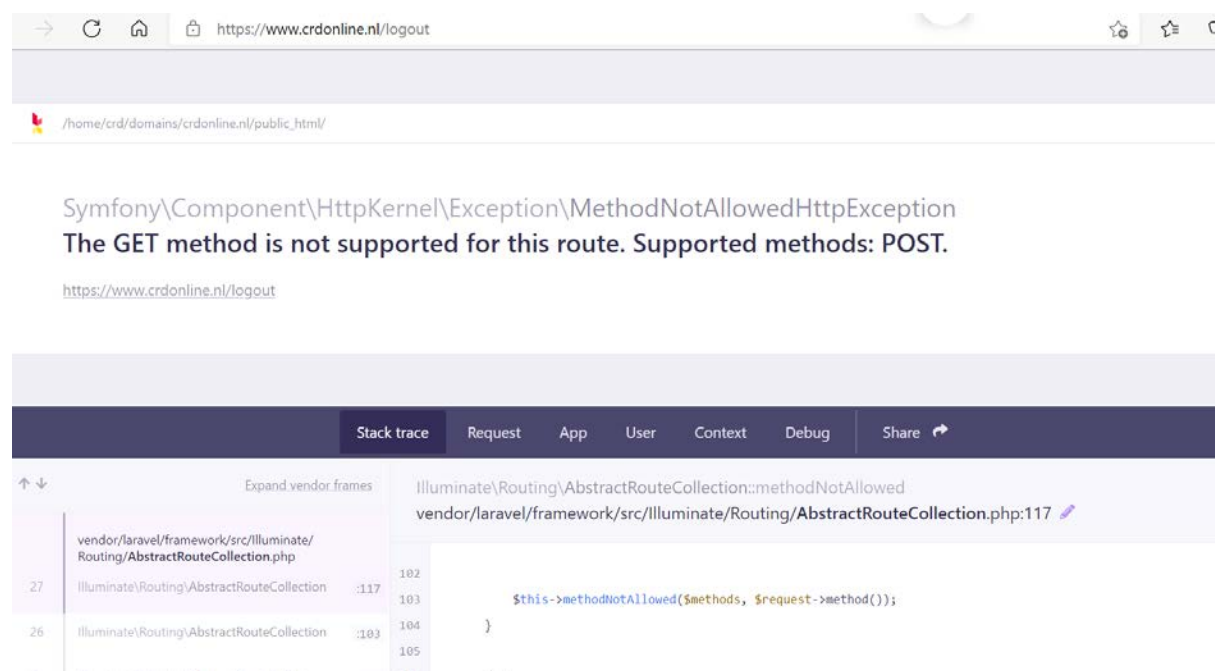 https://www.crdonline.nl/logout
/home/crd/domains/crdonline.nl/public_html/
Symfony\Component\HttpKernel\Exception\MethodNotAllowedHttpException
The GET method is not supported for this route. Supported methods: POST.
https://www.crdonline.nl/logout
Stack trace Request App User Context Debug Share
Expand vendor frames
vendor/laravel/framework/src/Illuminate/
Routing/AbstractRouteCollection.php
27 Illuminate\Routing\AbstractRouteCollection :117
26 Illuminate\Routing\AbstractRouteCollection :103
Illuminate\Routing\AbstractRouteCollection::methodNotAllowed
vendor/laravel/framework/src/Illuminate/Routing/AbstractRouteCollection.php:117
102
103 $this->methodNotAllowed($methods, $request->method());
104 }
105